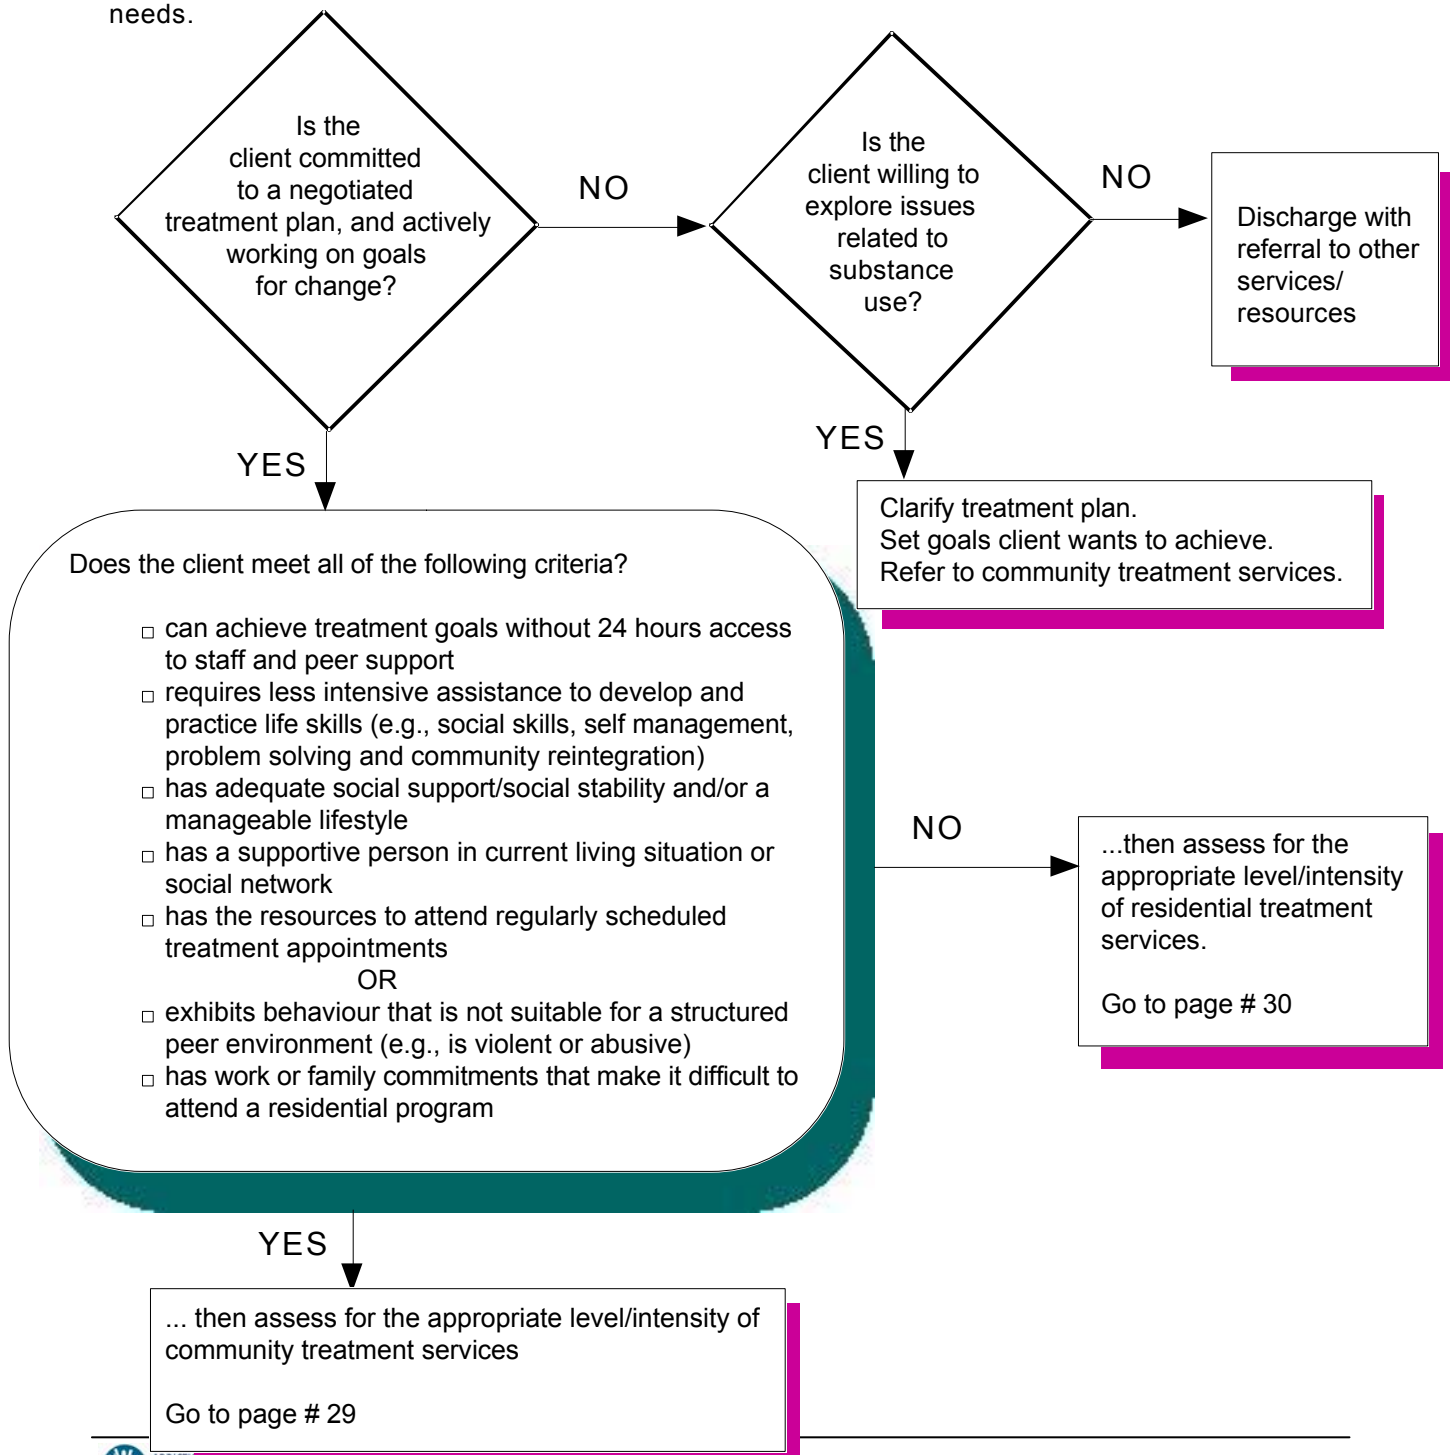 needs.
Is the
client committed
to a negotiated
treatment plan, and actively
working on goals
for change?
NO
Is the
client willing to
explore issues
related to
substance
use?
NO
Discharge with
referral to other
services/
resources
YES
Clarify treatment plan.
Set goals client wants to achieve.
Refer to community treatment services.
YES
Does the client meet all of the following criteria?
□ can achieve treatment goals without 24 hours access
to staff and peer support
□ requires less intensive assistance to develop and
practice life skills (e.g., social skills, self management,
problem solving and community reintegration)
□ has adequate social support/social stability and/or a
manageable lifestyle
□ has a supportive person in current living situation or
social network
□ has the resources to attend regularly scheduled
treatment appointments
OR
□ exhibits behaviour that is not suitable for a structured
peer environment (e.g., is violent or abusive)
□ has work or family commitments that make it difficult to
attend a residential program
NO
...then assess for the
appropriate level/intensity
of residential treatment
services.
Go to page # 30
YES
... then assess for the appropriate level/intensity of
community treatment services
Go to page # 29